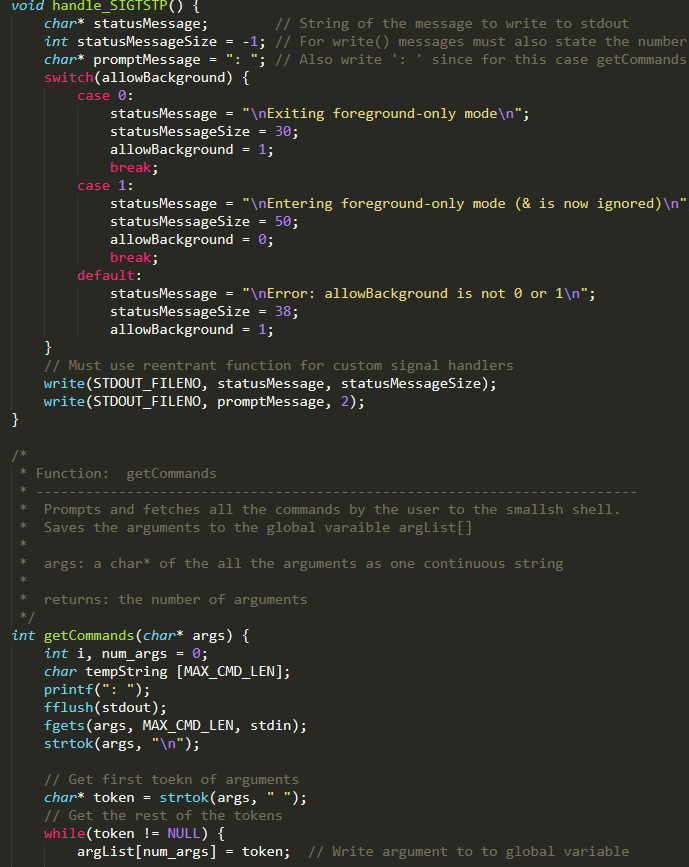 void handle_SIGTSTP() {
    char* statusMessage;        // String of the message to write to stdout
    int statusMessageSize = -1; // For write() messages must also state the number
    char* promptMessage = ": "; // Also write ': ' since for this case getCommands
    switch(allowBackground) {
        case 0:
            statusMessage = "\nExiting foreground-only mode\n";
            statusMessageSize = 30;
            allowBackground = 1;
            break;
        case 1:
            statusMessage = "\nEntering foreground-only mode (& is now ignored)\n"
            statusMessageSize = 50;
            allowBackground = 0;
            break;
        default:
            statusMessage = "\nError: allowBackground is not 0 or 1\n";
            statusMessageSize = 38;
            allowBackground = 1;
    }
    // Must use reentrant function for custom signal handlers
    write(STDOUT_FILENO, statusMessage, statusMessageSize);
    write(STDOUT_FILENO, promptMessage, 2);
}

/*
 * Function:  getCommands
 * -------------------------------------------------------------------------
 *  Prompts and fetches all the commands by the user to the smallsh shell.
 *  Saves the arguments to the global varaible argList[]
 *
 *  args: a char* of the all the arguments as one continuous string
 *
 *  returns: the number of arguments
 */
int getCommands(char* args) {
    int i, num_args = 0;
    char tempString [MAX_CMD_LEN];
    printf(": ");
    fflush(stdout);
    fgets(args, MAX_CMD_LEN, stdin);
    strtok(args, "\n");

    // Get first toekn of arguments
    char* token = strtok(args, " ");
    // Get the rest of the tokens
    while(token != NULL) {
        argList[num_args] = token;  // Write argument to to global variable